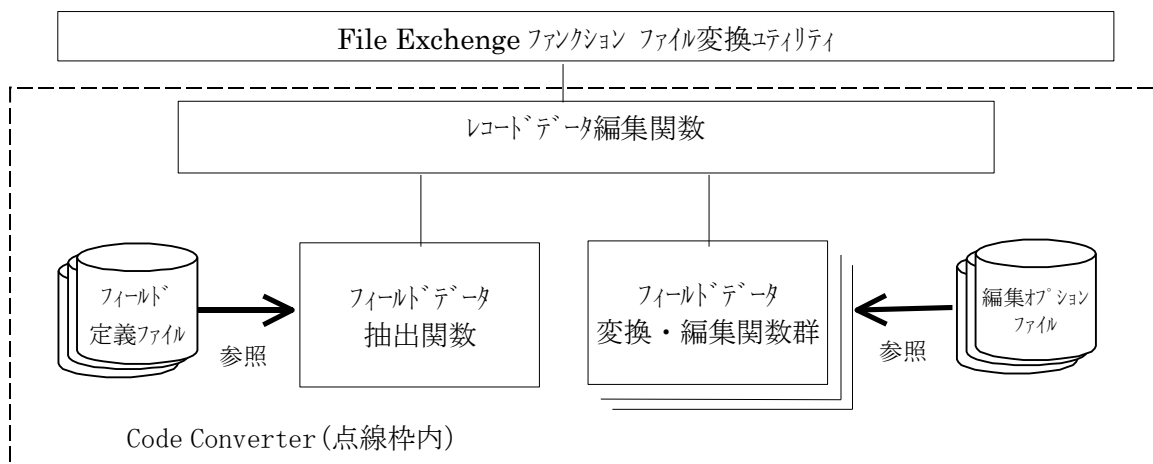 File Exchenge ファンクション ファイル変換ユティリティ
レコードデータ編集関数
フィールド
定義ファイル
参照
フィールドデータ
抽出関数
フィールドデータ
変換・編集関数群
参照
編集オプション
ファイル
Code Converter(点線枠内)